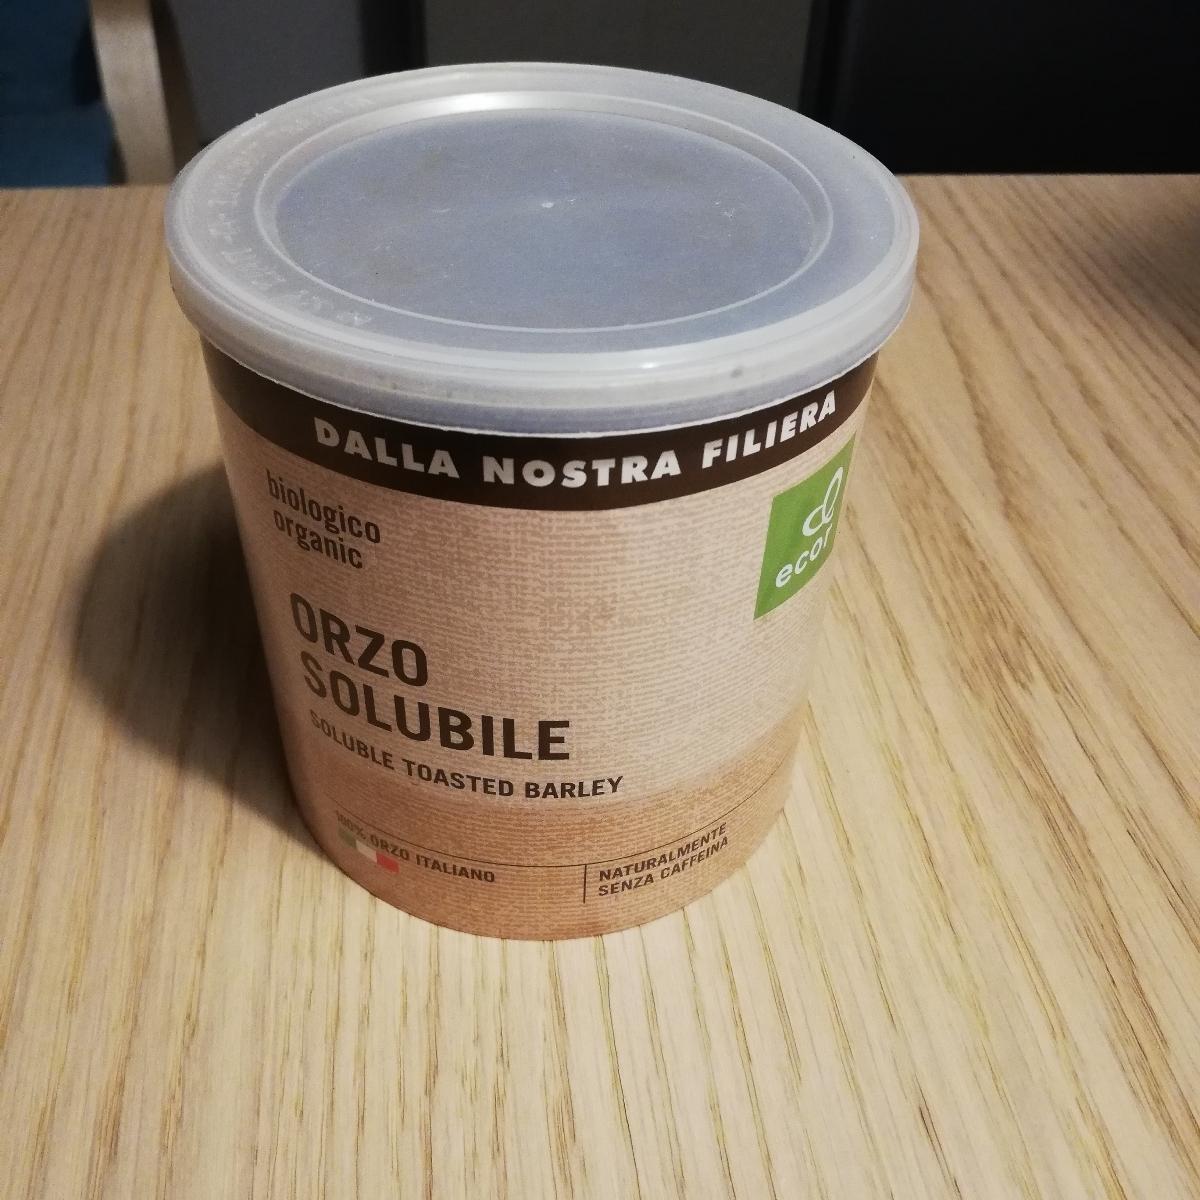 DALLA NOSTRA FILIERA
biologico
organic
ecor
ORZO
SOLUBILE
SOLUBLE TOASTED BARLEY
100% ORZO ITALIANO
NATURALMENTE
SENZA CAFFEINA